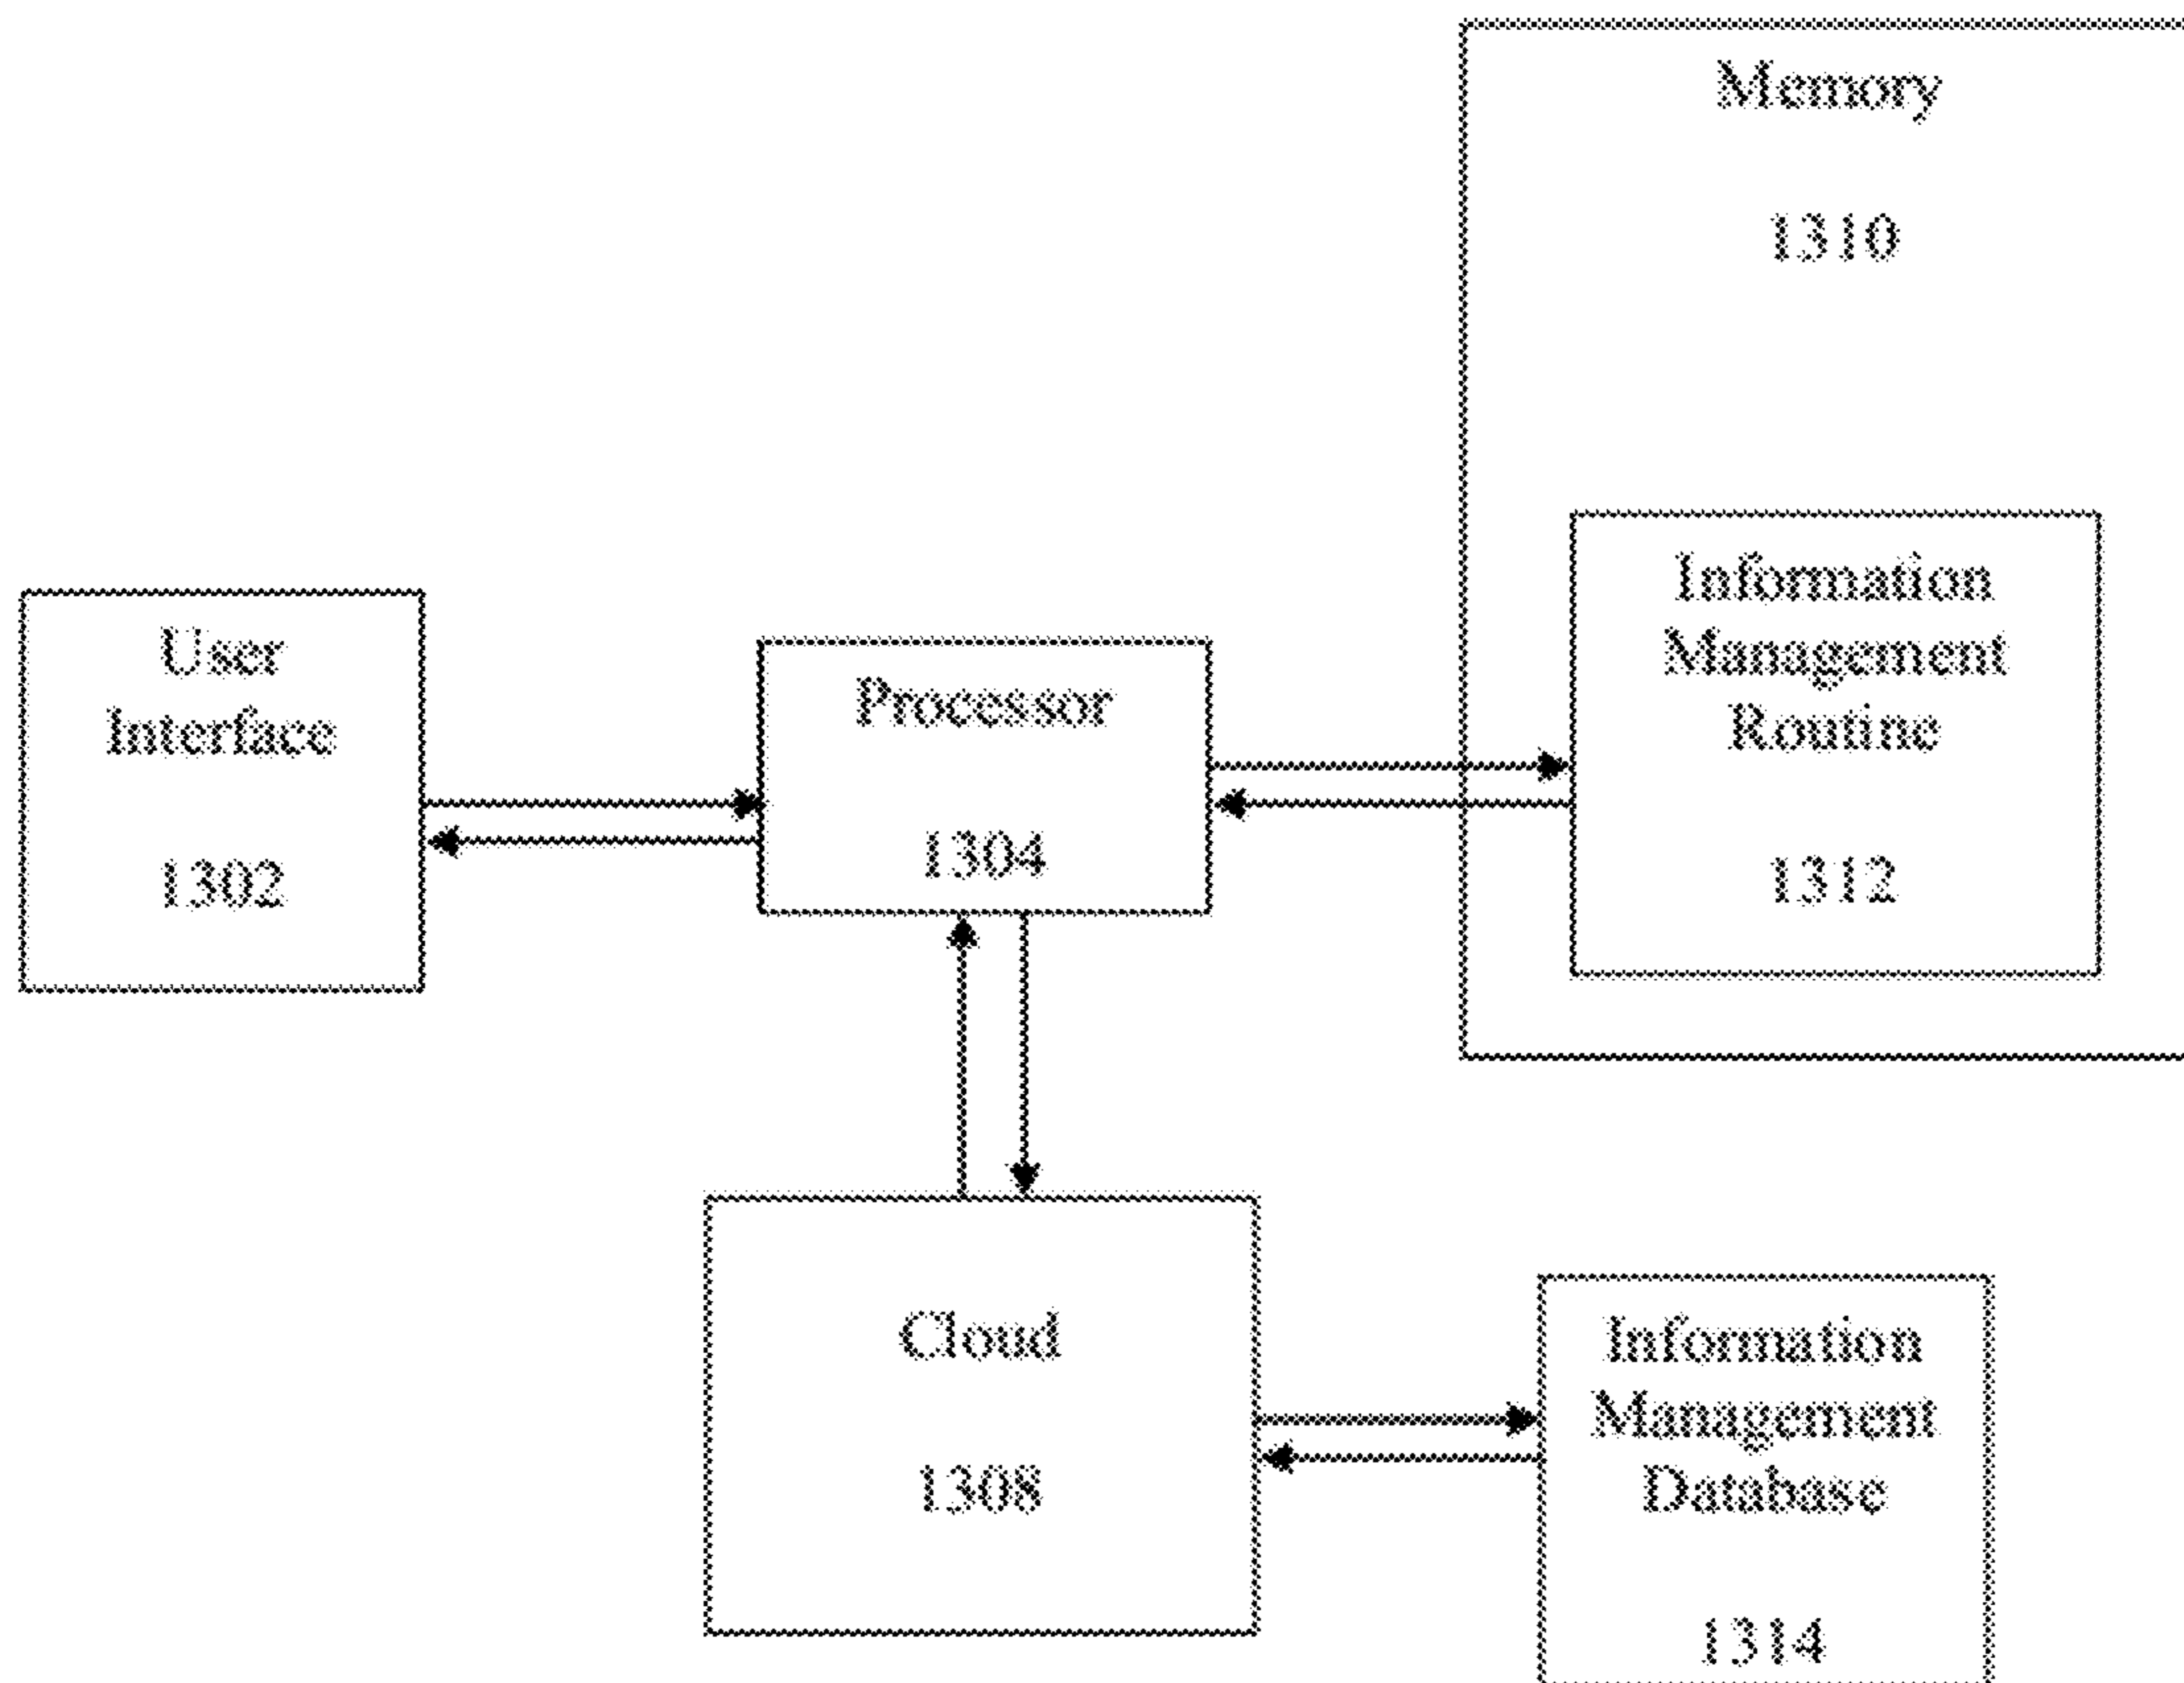 Memory
1310
Information
Management
Routine
1312
User
Interface
1302
Processor
1304
Cloud
1308
Information
Management
Database
1314